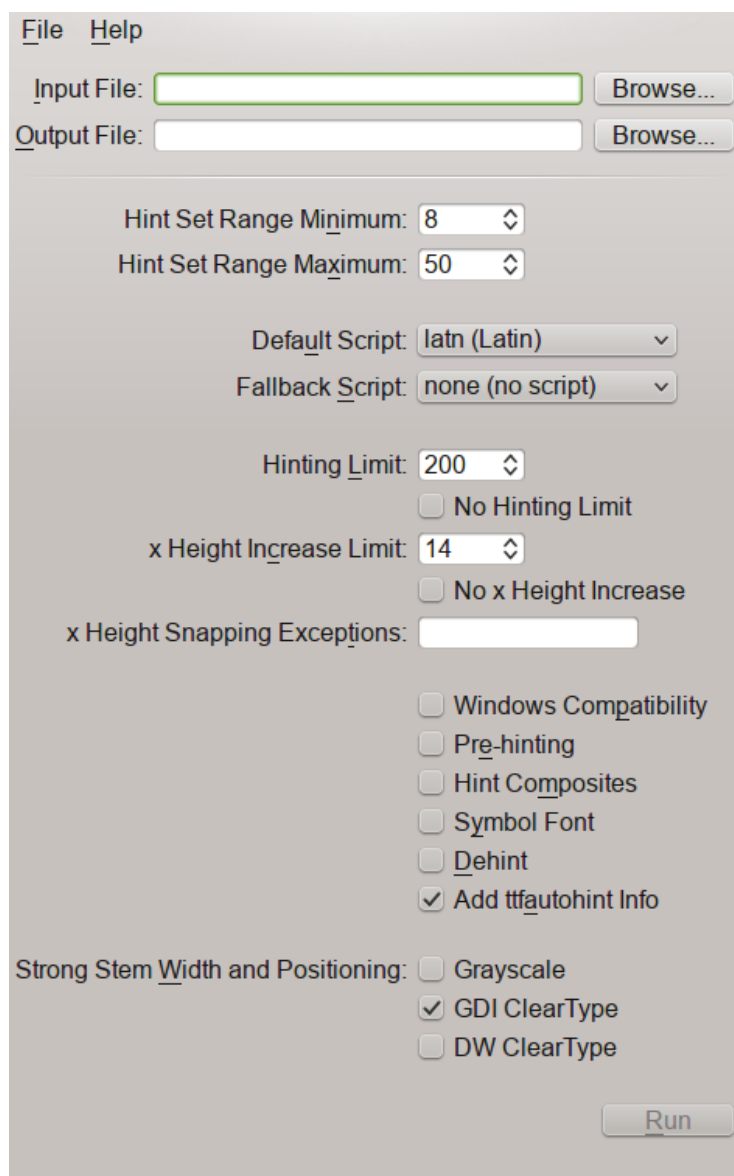 File Help
Input File: Browse...
Output File: Browse...
Hint Set Range Minimum: 8
Hint Set Range Maximum: 50
Default Script: latn (Latin)
Fallback Script: none (no script)
Hinting Limit: 200
No Hinting Limit
x Height Increase Limit: 14
No x Height Increase
x Height Snapping Exceptions:
Windows Compatibility
Pre-hinting
Hint Composites
Symbol Font
Dehint
Add ttfautohint Info
Strong Stem Width and Positioning: Grayscale
GDI ClearType
DW ClearType
Run